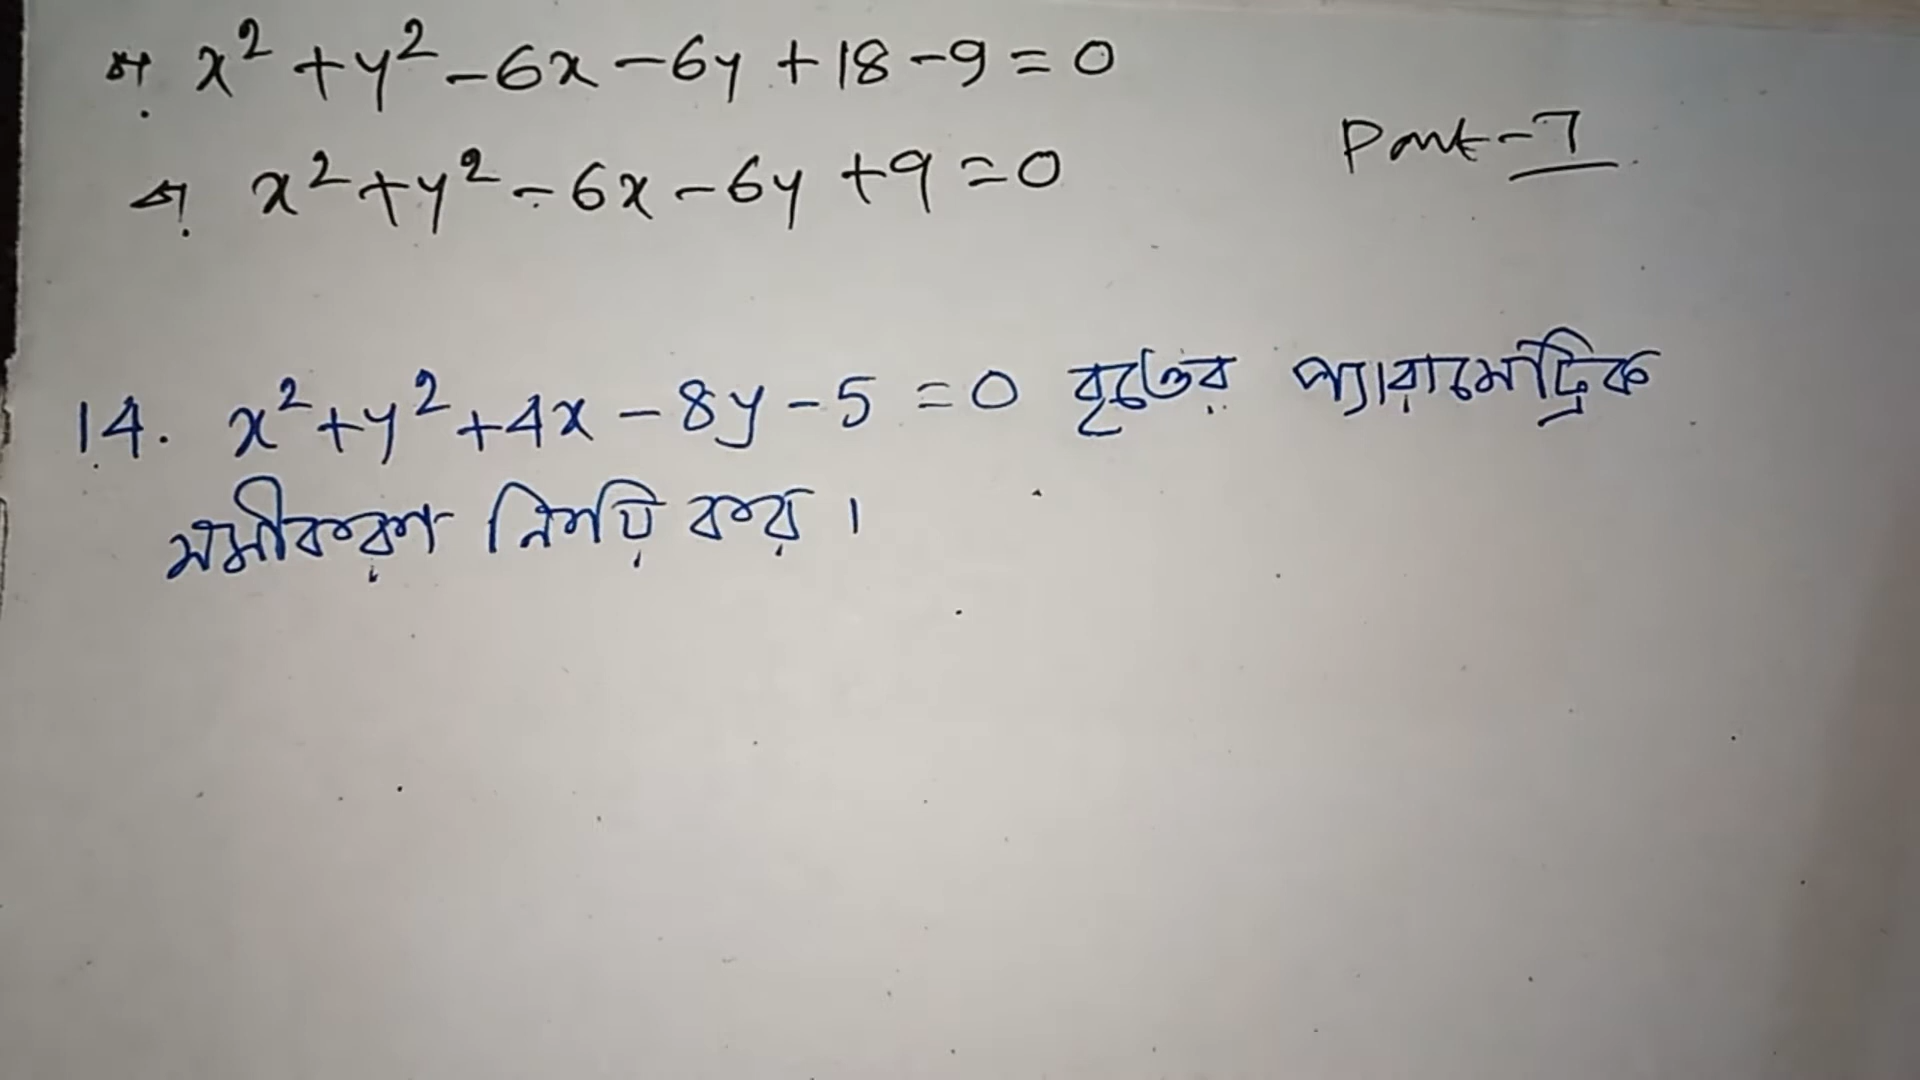 বা, x² + y² - 6x - 6y + 18 - 9 = 0
Part - 7
বা, x² + y² - 6x - 6y + 9 = 0
14. x² + y² + 4x - 8y - 5 = 0 বৃত্তের প্যারামেট্রিক
সমীকরণ নির্ণয় কর।